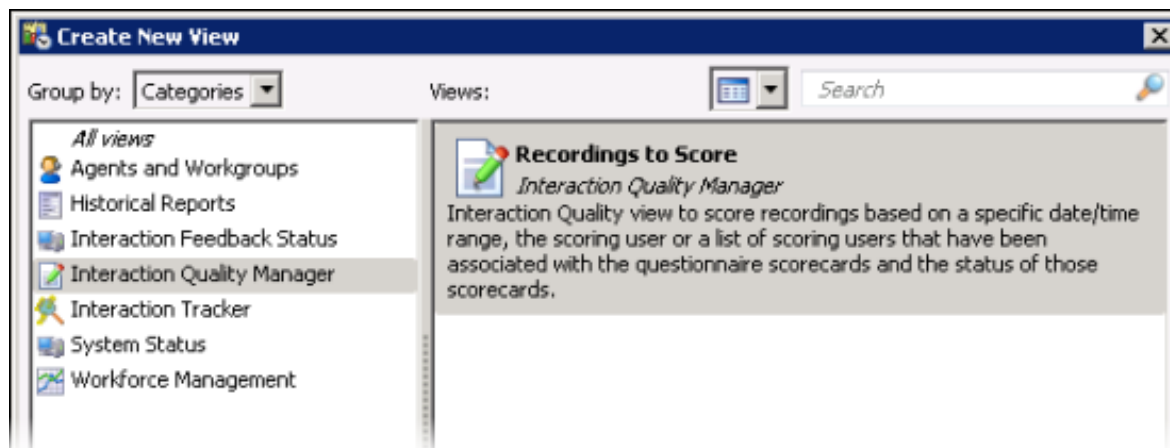 Create New View
Group by: Categories
Views:
Search
All views
Agents and Workgroups
Historical Reports
Interaction Feedback Status
Interaction Quality Manager
Interaction Tracker
System Status
Workforce Management
Recordings to Score
Interaction Quality Manager
Interaction Quality view to score recordings based on a specific date/time
range, the scoring user or a list of scoring users that have been
associated with the questionnaire scorecards and the status of those
scorecards.